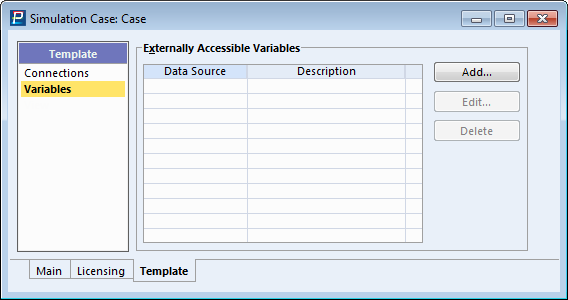 Simulation Case: Case
Template
Connections
Variables
Externally Accessible Variables
Data Source Description
Add...
Edit...
Delete
Main Licensing Template